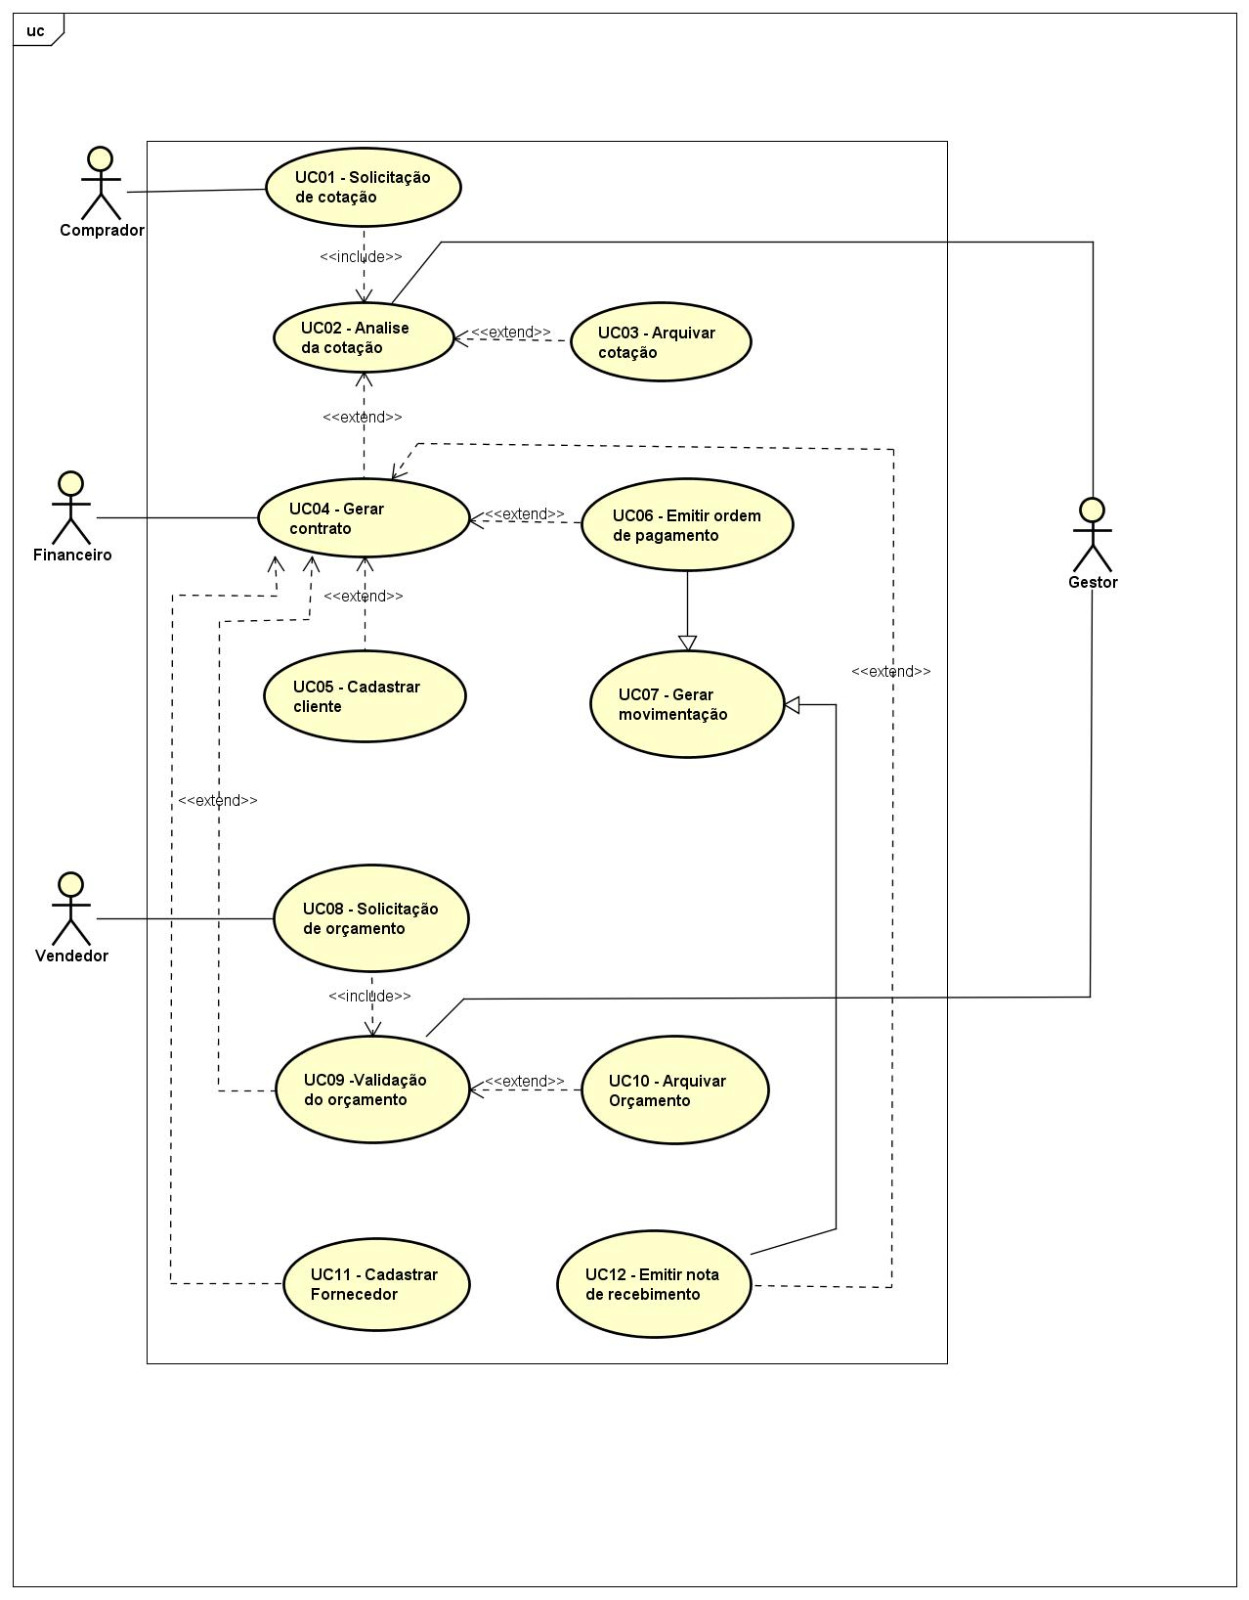 uc
UC01 - Solicitação
de cotação
Comprador
<<include>>
UC02 - Analise
da cotação
<<extend>>
UC03 - Arquivar
cotação
<<extend>>
UC04 - Gerar
contrato
<<extend>>
UC06 - Emitir ordem
de pagamento
Financeiro
Gestor
<<extend>>
UC05 - Cadastrar
cliente
UC07 - Gerar
movimentação
<<extend>>
<<extend>>
UC08 - Solicitação
de orçamento
Vendedor
<<include>>
UC09 -Validação
do orçamento
<<extend>>
UC10 - Arquivar
Orçamento
UC11 - Cadastrar
Fornecedor
UC12 - Emitir nota
de recebimento